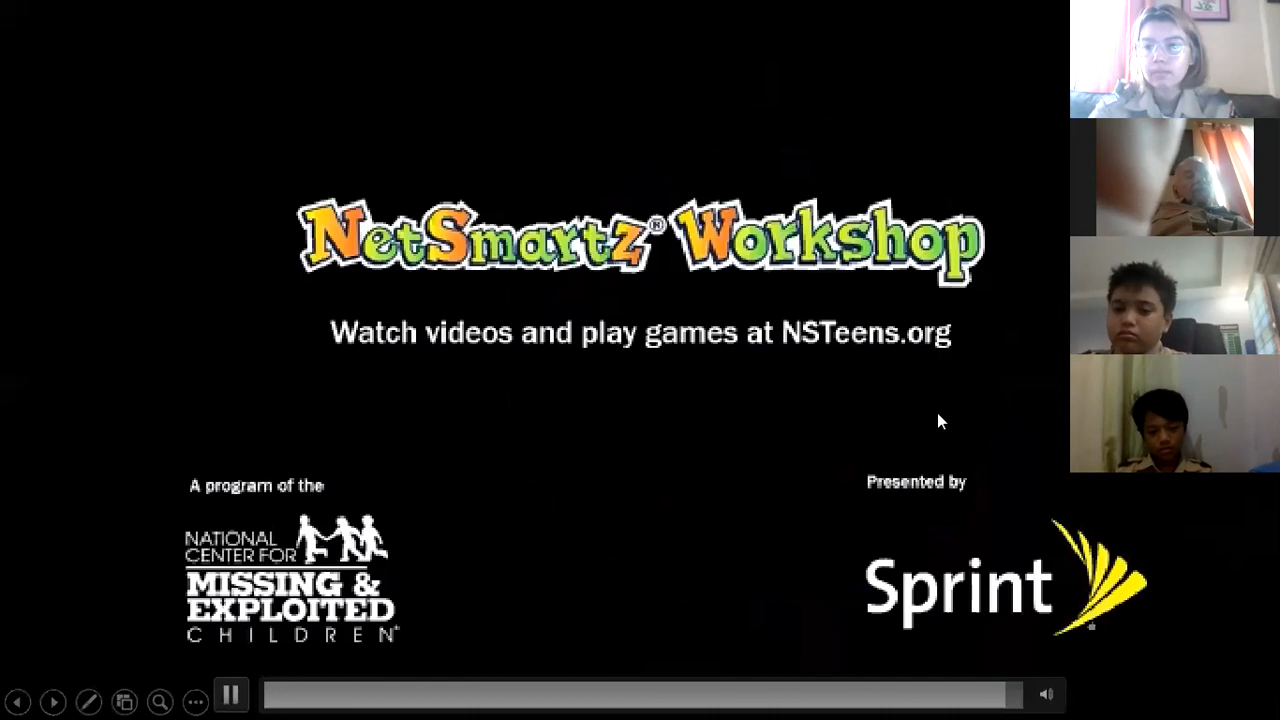 NetSmartz® Workshop
Watch videos and play games at NSTeens.org
A program of the
NATIONAL
CENTER FOR
MISSING &
EXPLOITED
CHILDREN®
Presented by
Sprint